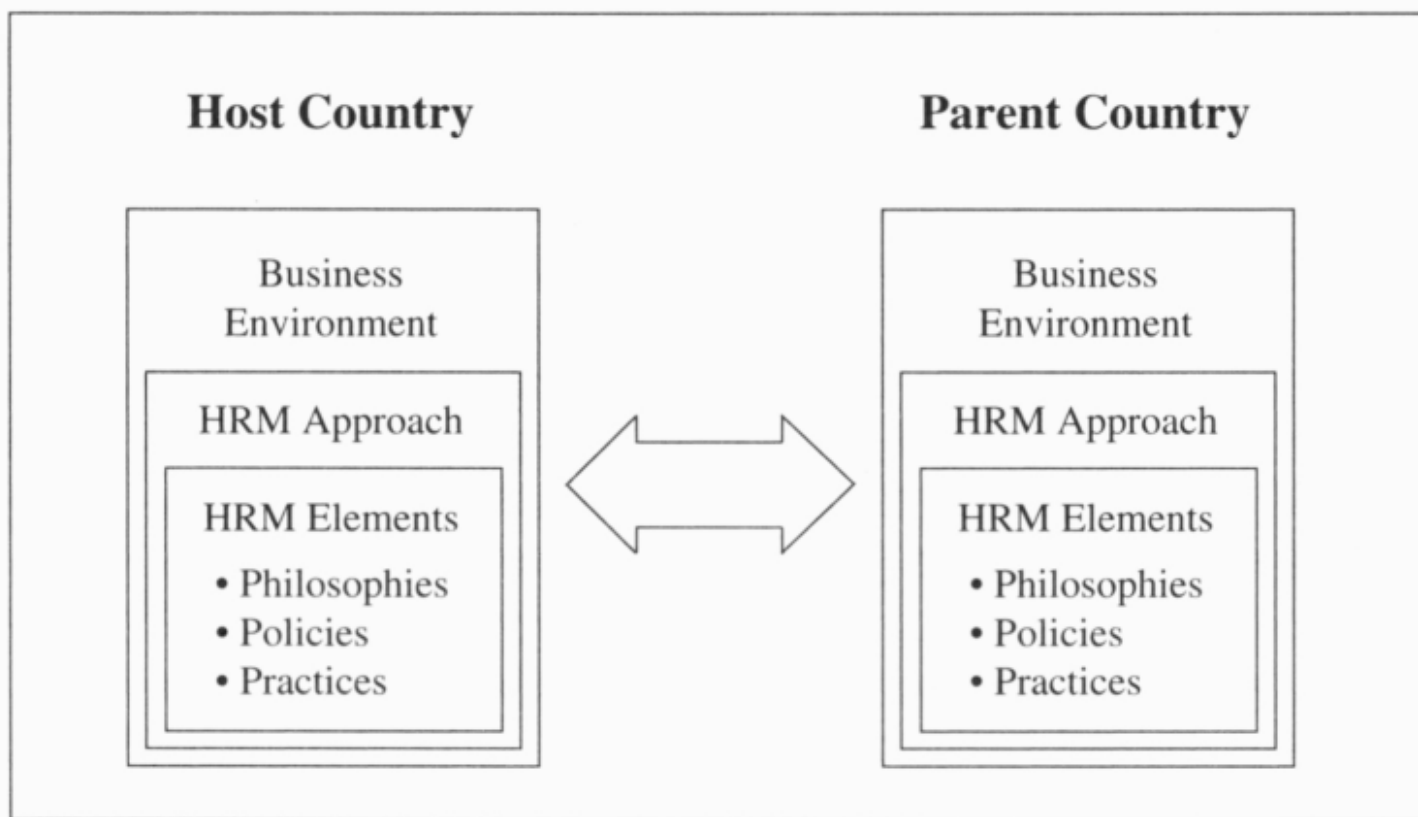 Host Country
Business
Environment
HRM Approach
HRM Elements
• Philosophies
• Policies
• Practices
Parent Country
Business
Environment
HRM Approach
HRM Elements
• Philosophies
• Policies
• Practices